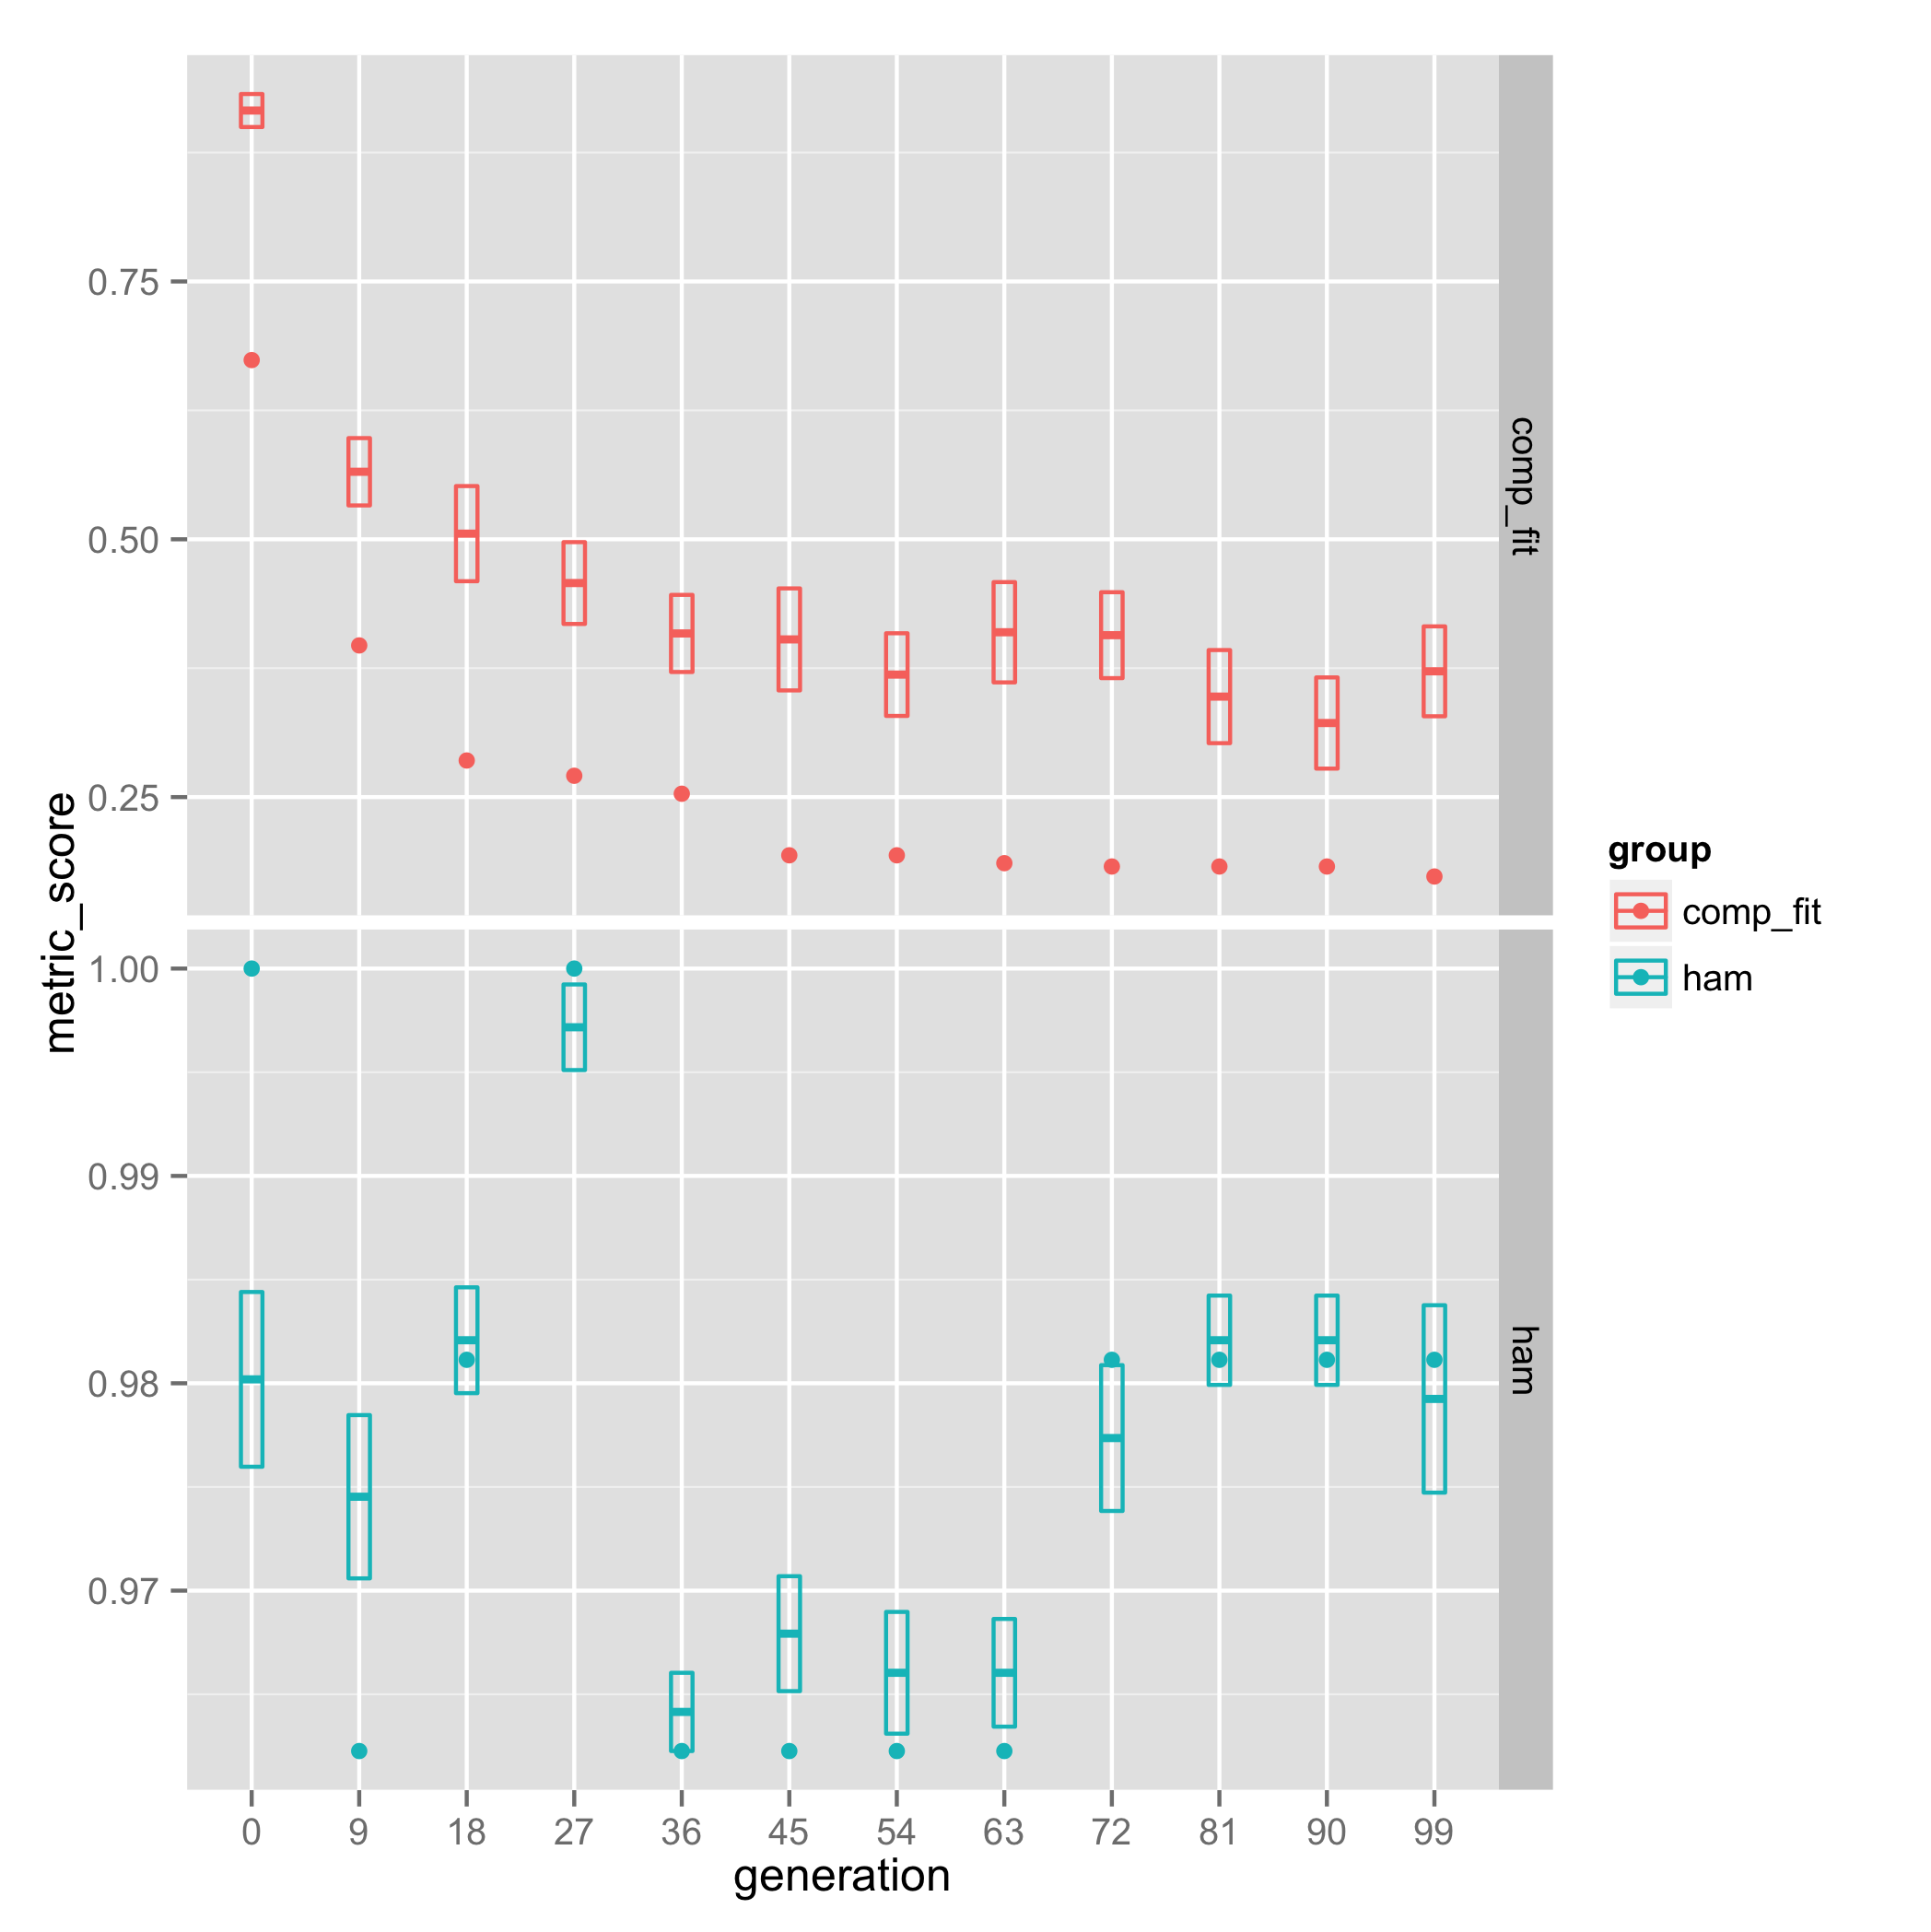 metric_score
0.75
0.50
0.25
comp_fit
1.00
0.99
0.98
0.97
ham
0 9 18 27 36 45 54 63 72 81 90 99
generation
group
comp_fit
ham